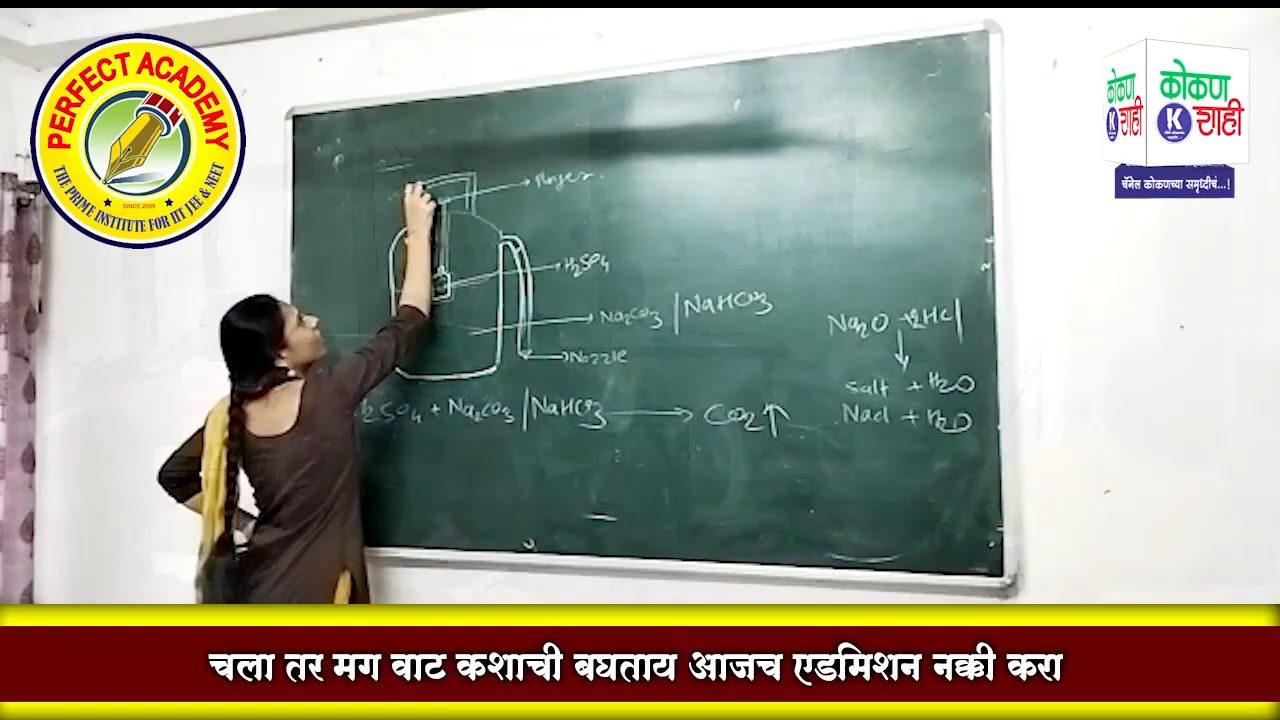 PERFECT ACADEMY
THE PRIME INSTITUTE FOR IIT JEE & NEET
SINCE 2009
कोकण
K
शाही
कोकण
K
शाही
चॅनेल कोकणच्या समृध्दीचं...!
H₂SO₄
Na₂CO₃ / NaHCO₃
Nozzle
H₂SO₄ + Na₂CO₃ / NaHCO₃ → CO₂↑
Na₂O + 2HCl
↓
Salt + H₂O
NaCl + H₂O
चला तर मग वाट कशाची बघताय आजच एडमिशन नक्की करा